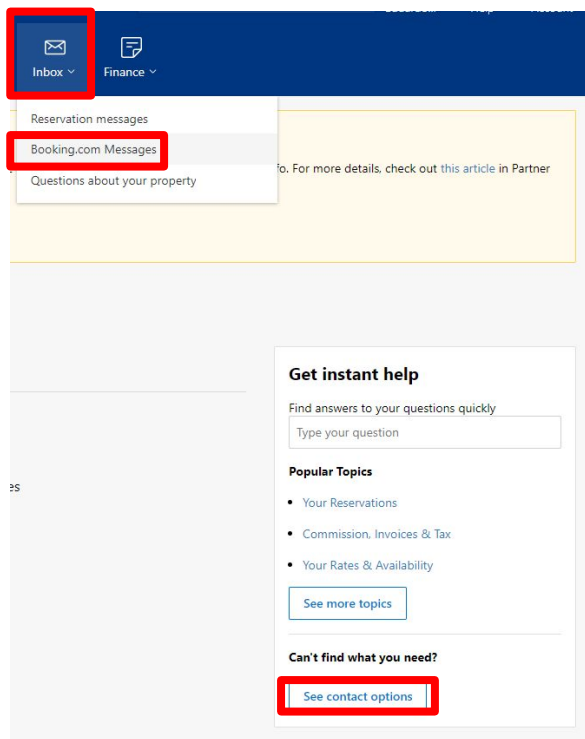 Inbox
Finance
Reservation messages
Booking.com Messages
Questions about your property
fo. For more details, check out this article in Partner
Get instant help
Find answers to your questions quickly
Type your question
Popular Topics
es
• Your Reservations
• Commission, Invoices & Tax
• Your Rates & Availability
See more topics
Can't find what you need?
See contact options